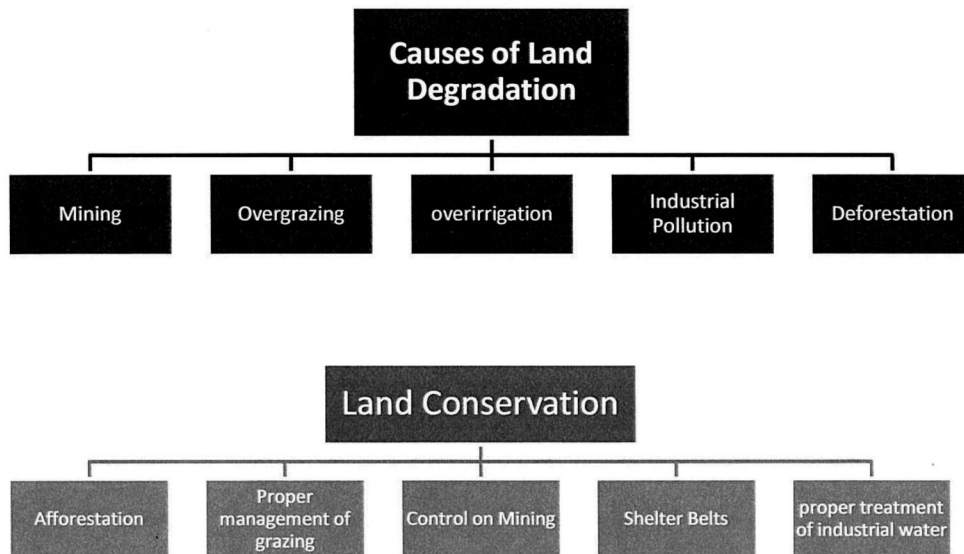 Causes of Land
Degradation
Mining
Overgrazing
overirrigation
Industrial
Pollution
Deforestation
Land Conservation
Afforestation
Proper
management of
grazing
Control on Mining
Shelter Belts
proper treatment
of industrial water